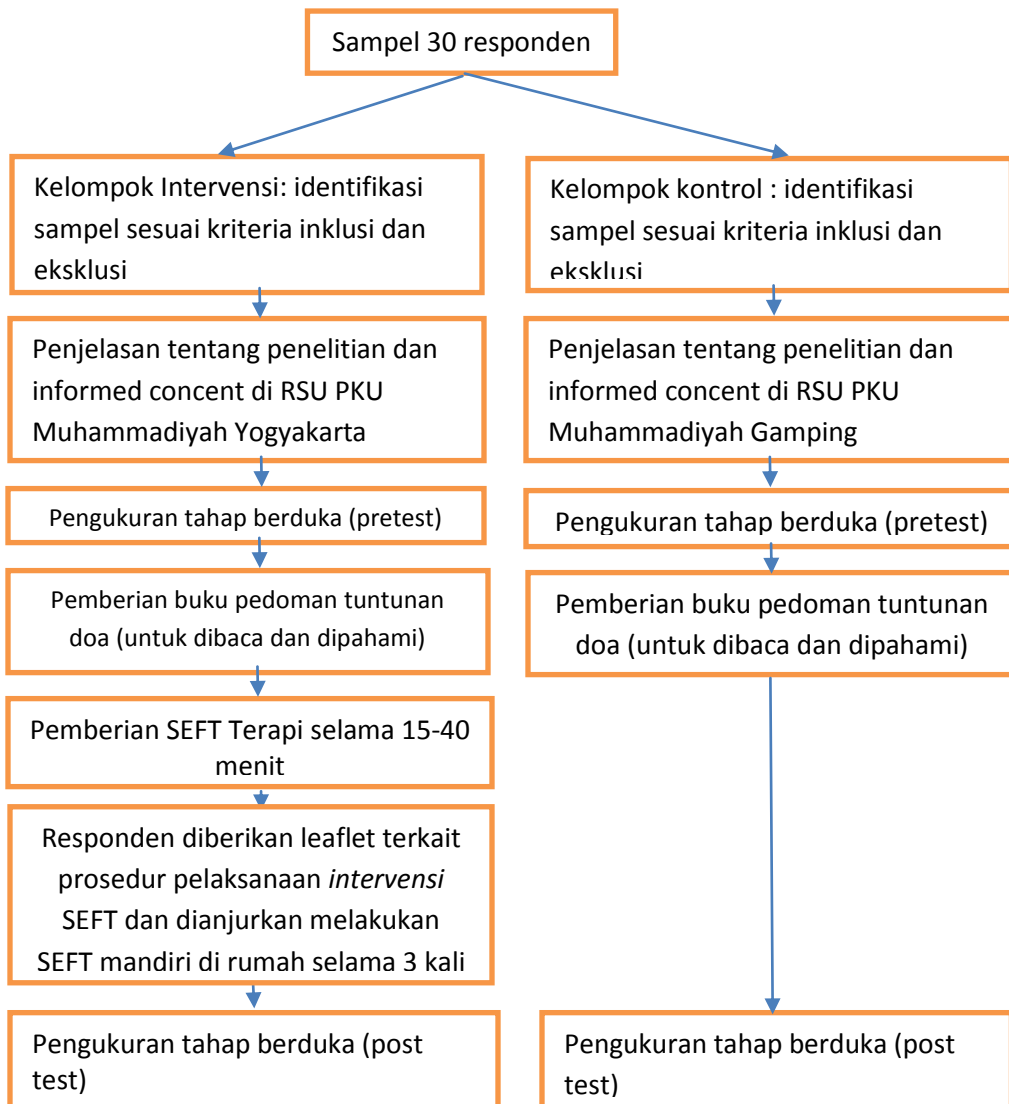 Sampel 30 responden
Kelompok Intervensi: identifikasi
sampel sesuai kriteria inklusi dan
eksklusi
Kelompok kontrol : identifikasi
sampel sesuai kriteria inklusi dan
eksklusi
Penjelasan tentang penelitian dan
informed concent di RSU PKU
Muhammadiyah Yogyakarta
Penjelasan tentang penelitian dan
informed concent di RSU PKU
Muhammadiyah Gamping
Pengukuran tahap berduka (pretest)
Pengukuran tahap berduka (pretest)
Pemberian buku pedoman tuntunan
doa (untuk dibaca dan dipahami)
Pemberian buku pedoman tuntunan
doa (untuk dibaca dan dipahami)
Pemberian SEFT Terapi selama 15-40
menit
Responden diberikan leaflet terkait
prosedur pelaksanaan intervensi
SEFT dan dianjurkan melakukan
SEFT mandiri di rumah selama 3 kali
Pengukuran tahap berduka (post
test)
Pengukuran tahap berduka (post
test)